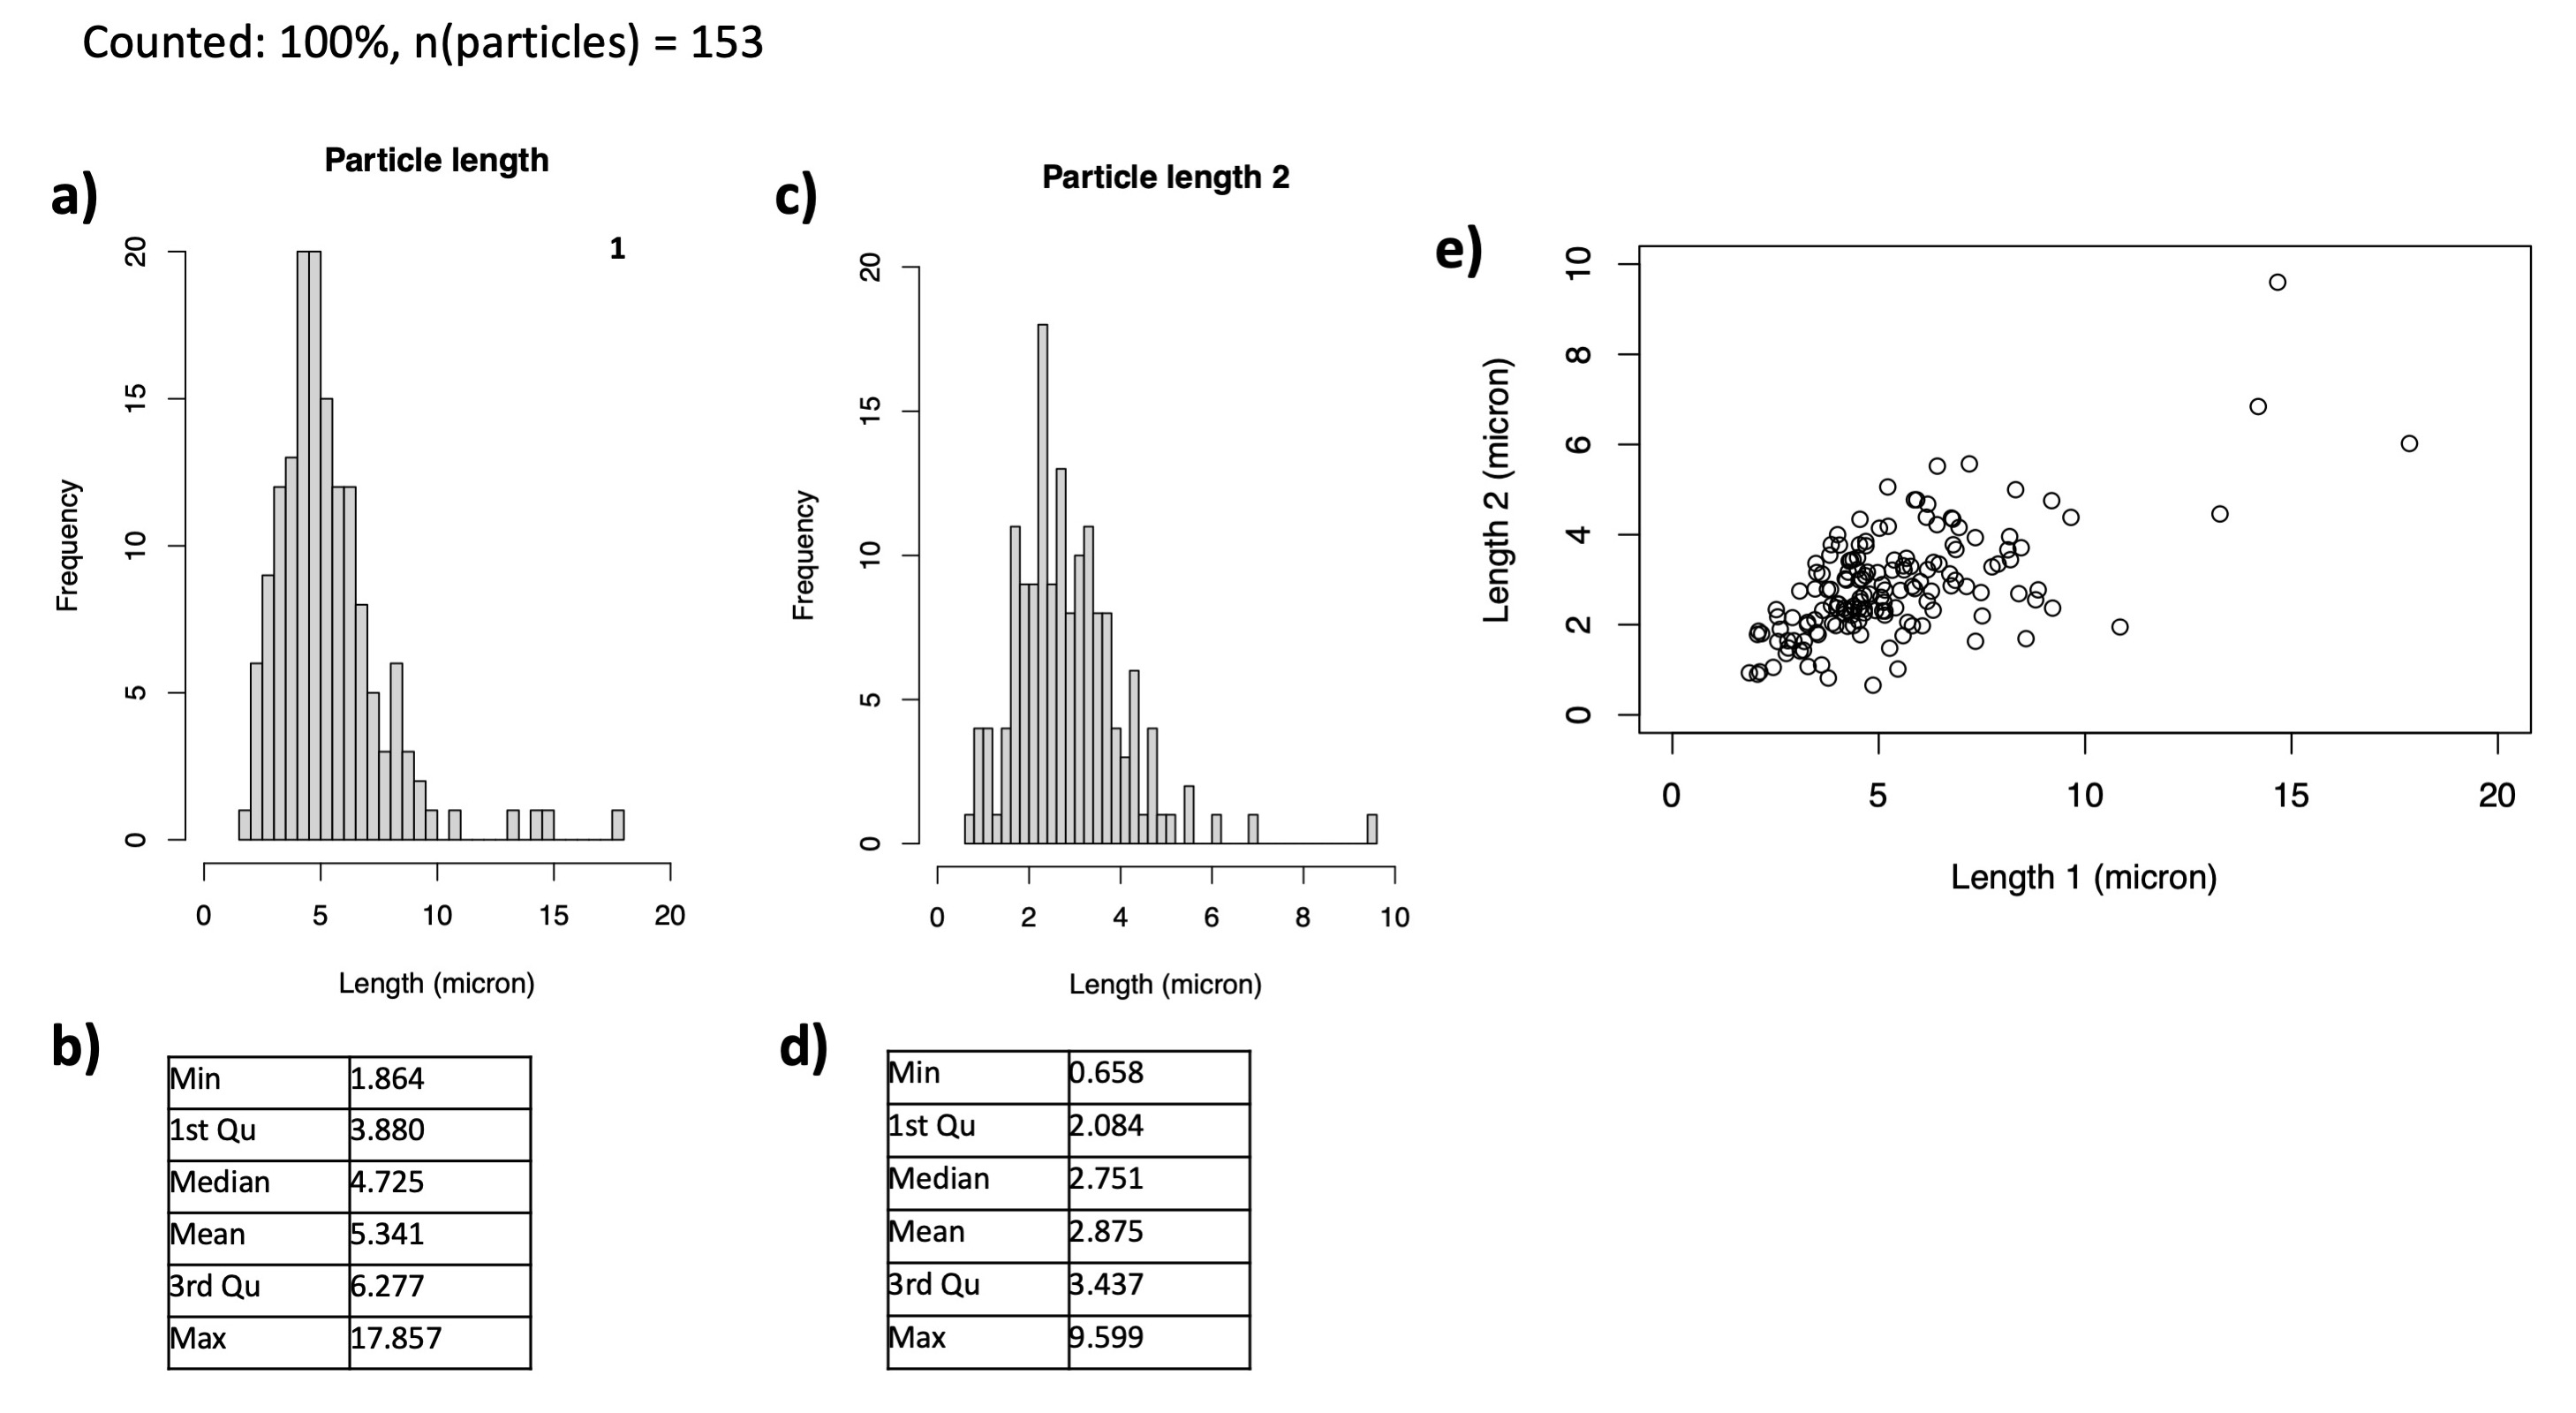 Counted: 100%, n(particles) = 153
a)
Particle length
1
20
15
10
5
0
Frequency
0 5 10 15 20
Length (micron)
b)
Min 1.864
1st Qu 3.880
Median 4.725
Mean 5.341
3rd Qu 6.277
Max 17.857
c)
Particle length 2
20
15
10
5
0
Frequency
0 2 4 6 8 10
Length (micron)
d)
Min 0.658
1st Qu 2.084
Median 2.751
Mean 2.875
3rd Qu 3.437
Max 9.599
e)
10
8
6
4
2
0
Length 2 (micron)
0 5 10 15 20
Length 1 (micron)